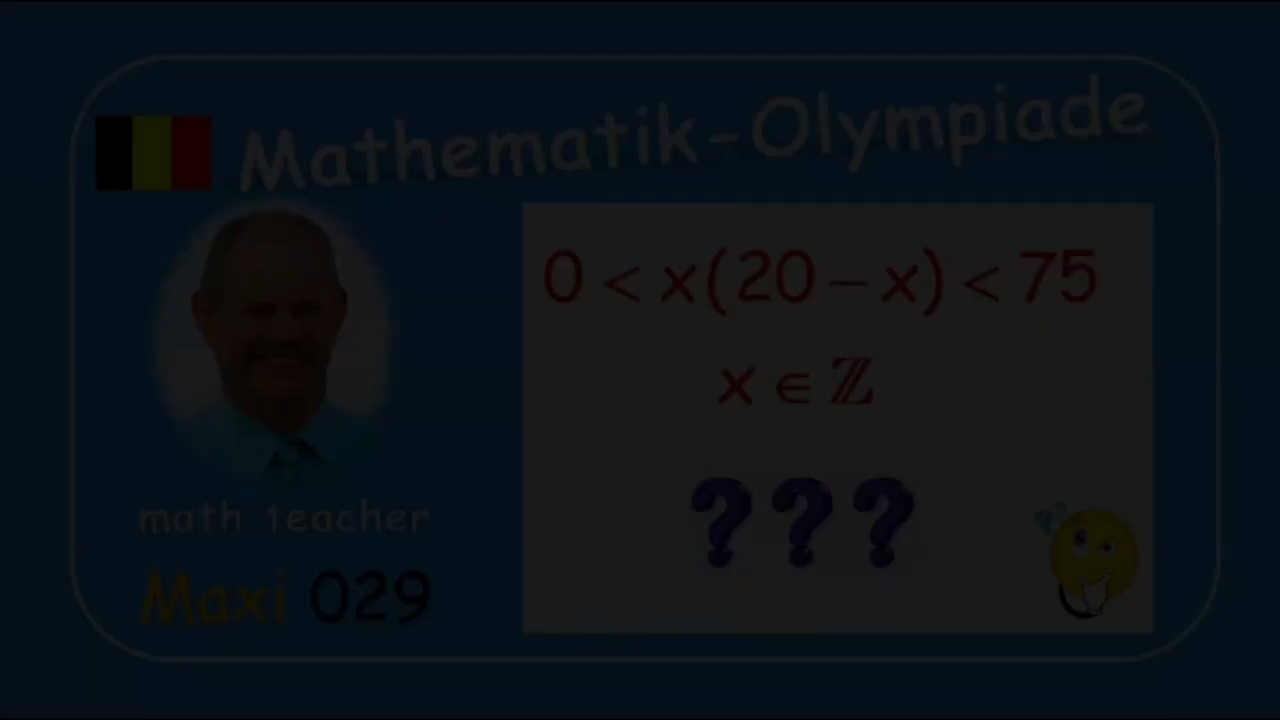 Mathematik-Olympiade
0 < x(20 – x) < 75
x ∈ ℤ
???
math teacher
Maxi 029